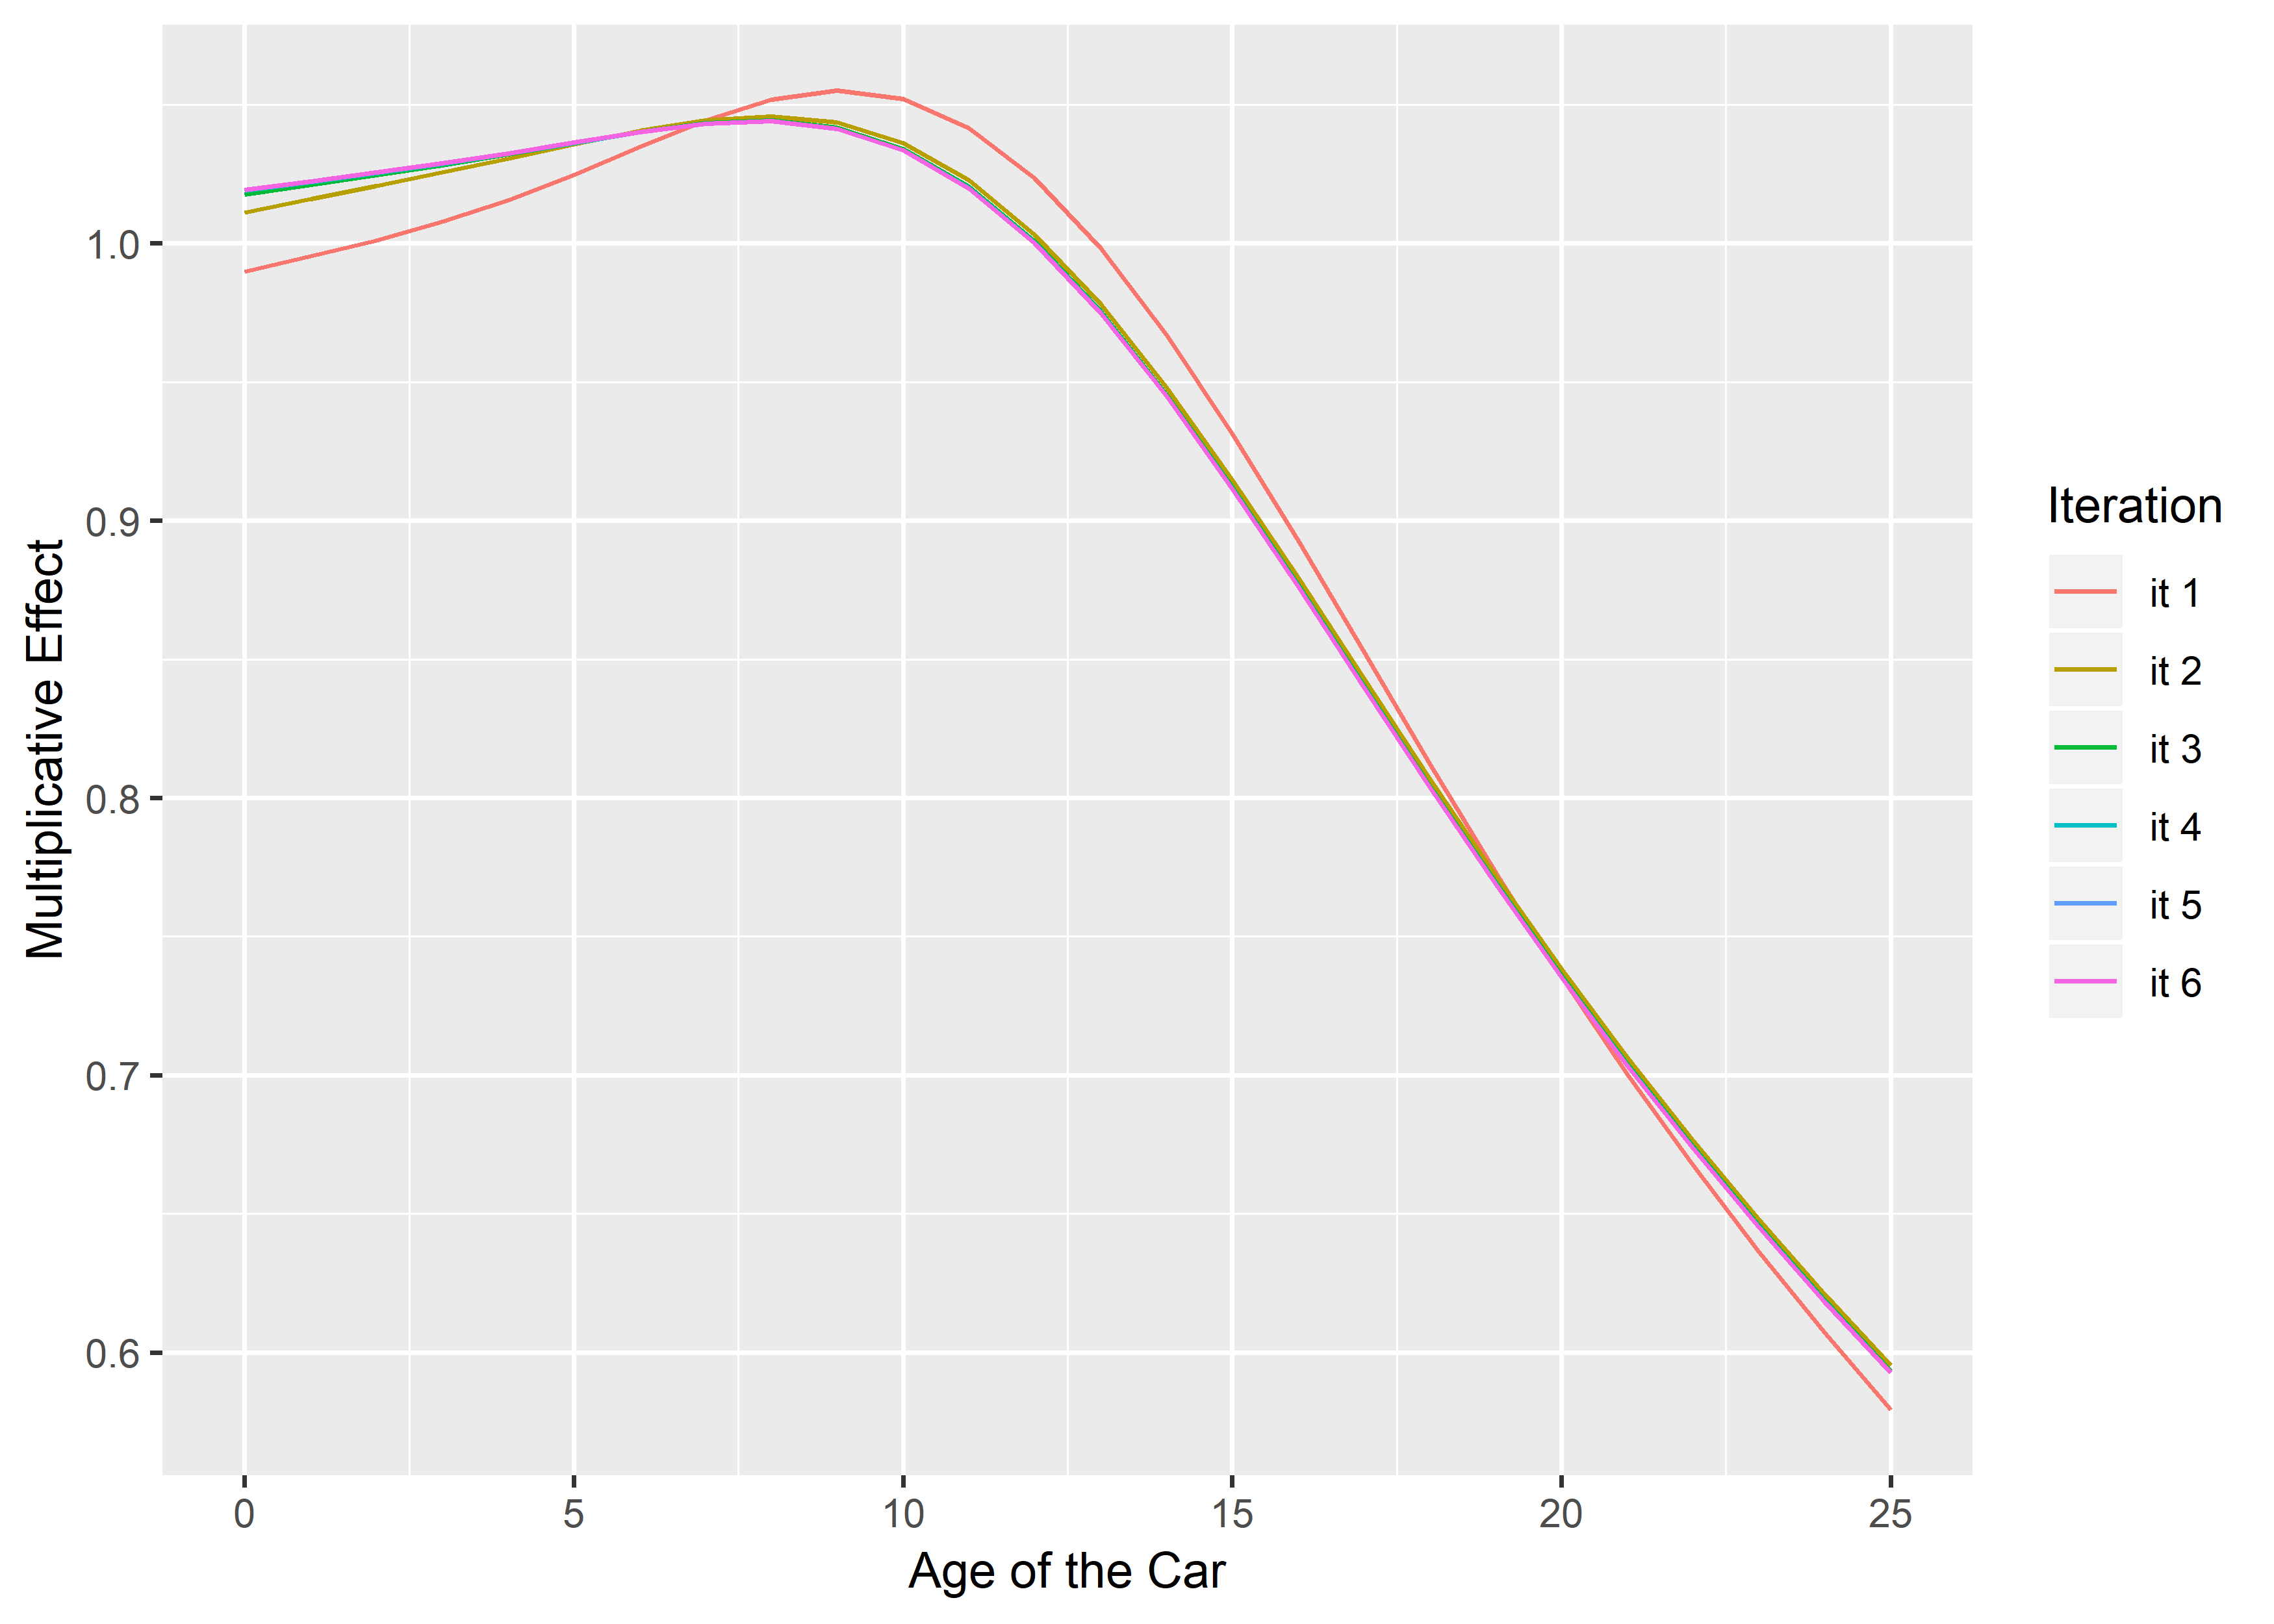 Multiplicative Effect
1.0
0.9
0.8
0.7
0.6
0 5 10 15 20 25
Age of the Car
Iteration
it 1
it 2
it 3
it 4
it 5
it 6